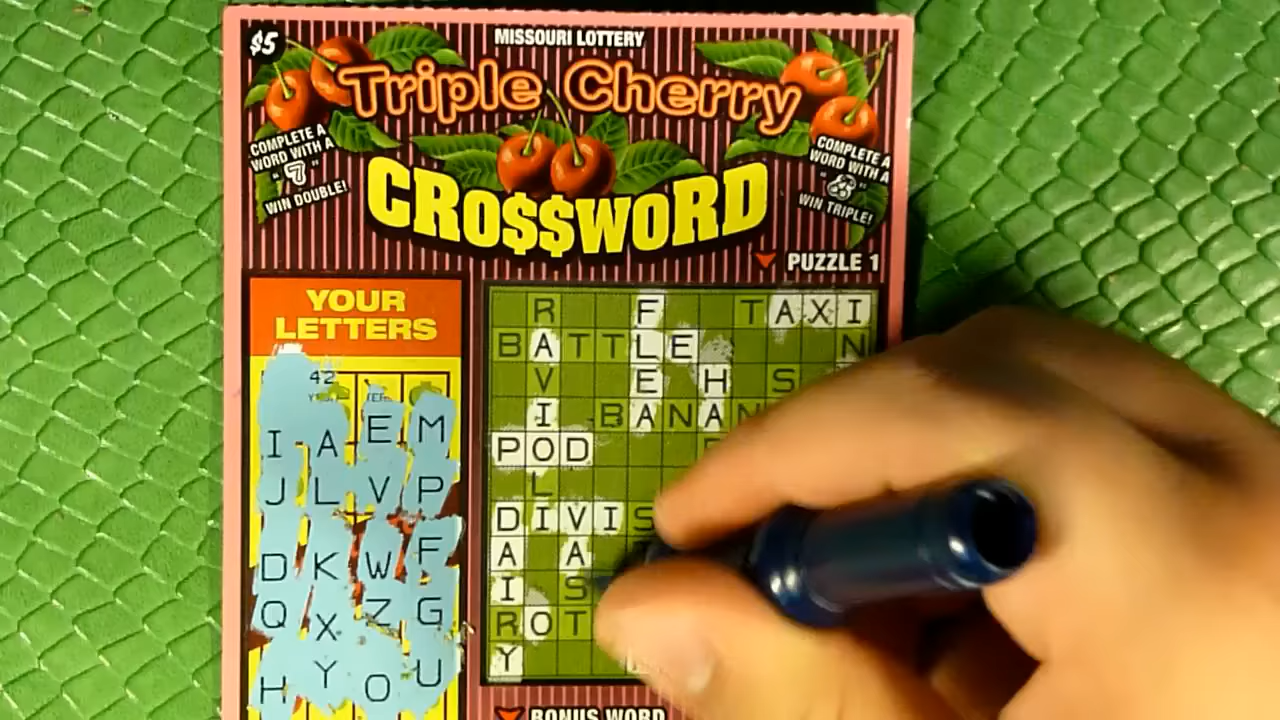 $5
MISSOURI LOTTERY
Triple Cherry
COMPLETE A
WORD WITH A
"7"
WIN DOUBLE!
COMPLETE A
WORD WITH A
WIN TRIPLE!
CRO$$WORD
PUZZLE 1
YOUR
LETTERS
42
I A E M
J L V P
D K W F
Q X Z G
H Y O U
R F TAXI
BATTLE N
V E H S
I BANAN
POD
L
DIVIS
A A
I S
ROT
Y
BONUS WORD